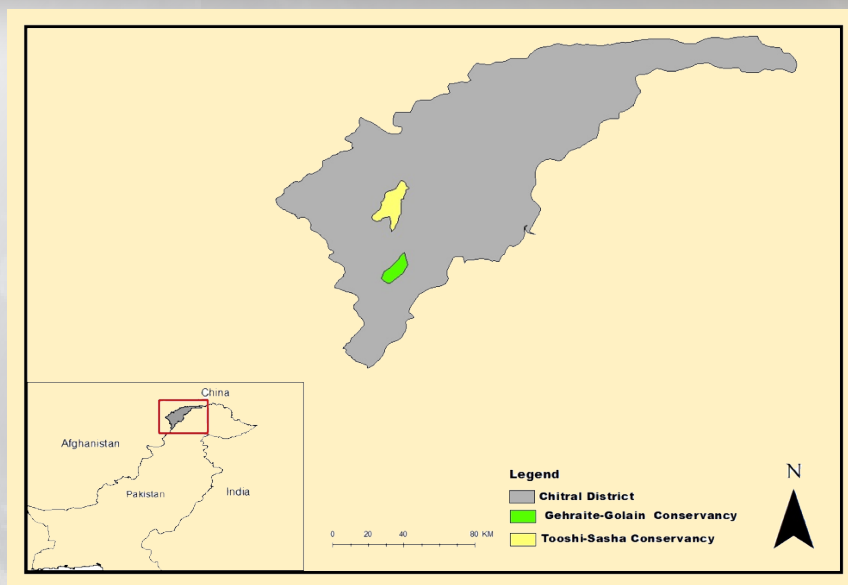 China
Afghanistan
Pakistan
India
Legend
Chitral District
Gehraite-Golain Conservancy
Tooshi-Sasha Conservancy
0 20 40 80 KM
N